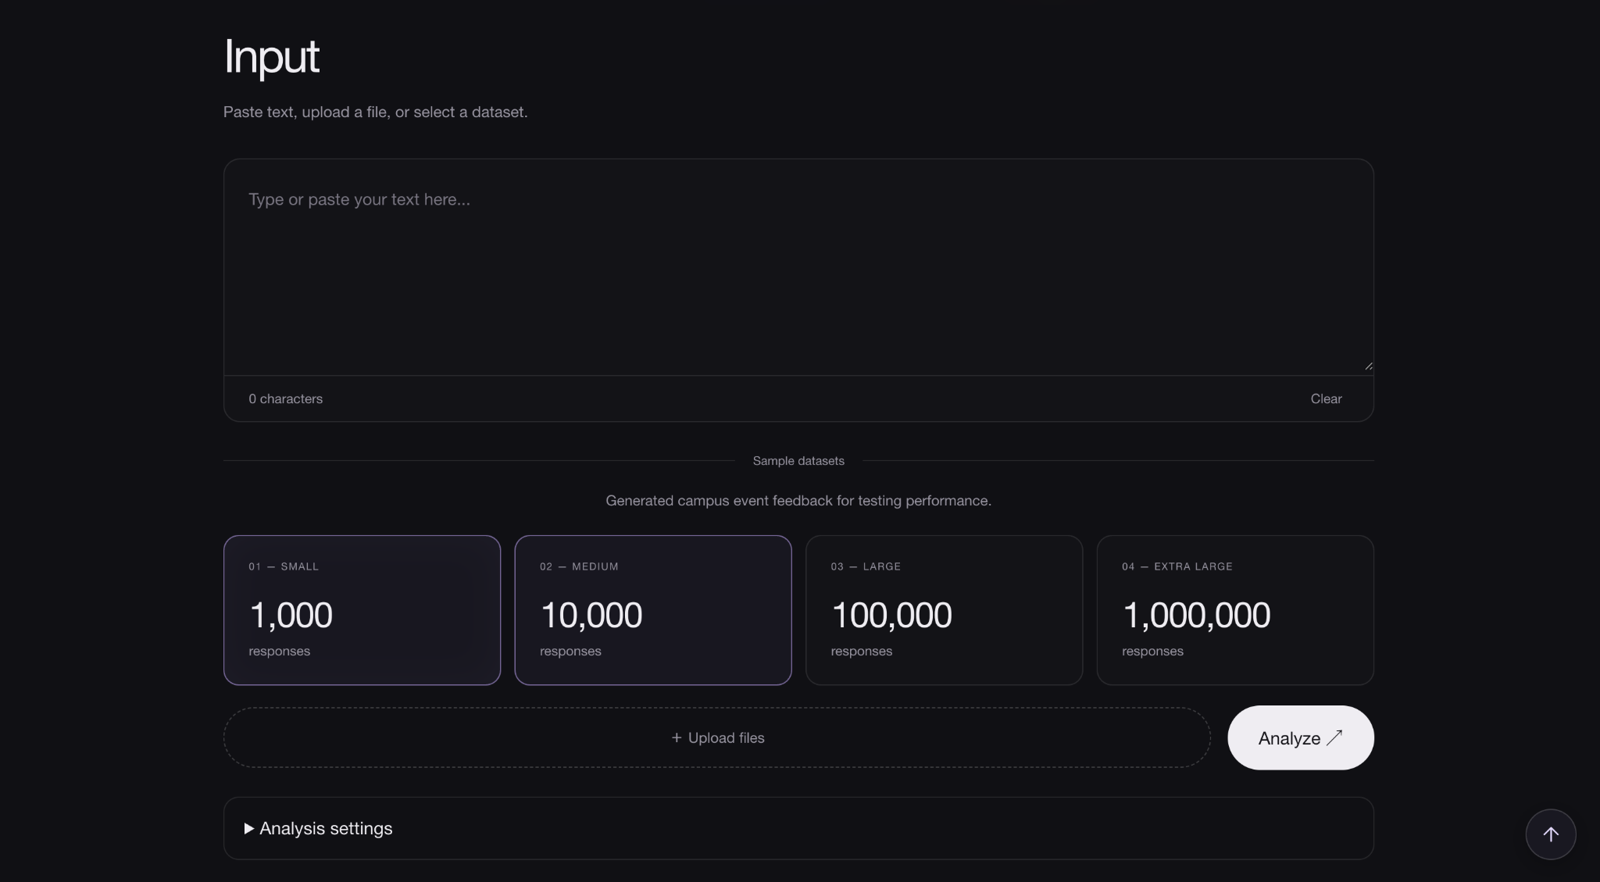 Input
Paste text, upload a file, or select a dataset.
Type or paste your text here...
0 characters
Clear
Sample datasets
Generated campus event feedback for testing performance.
01 — SMALL
1,000
responses
02 — MEDIUM
10,000
responses
03 — LARGE
100,000
responses
04 — EXTRA LARGE
1,000,000
responses
+ Upload files
Analyze ↗
▶ Analysis settings